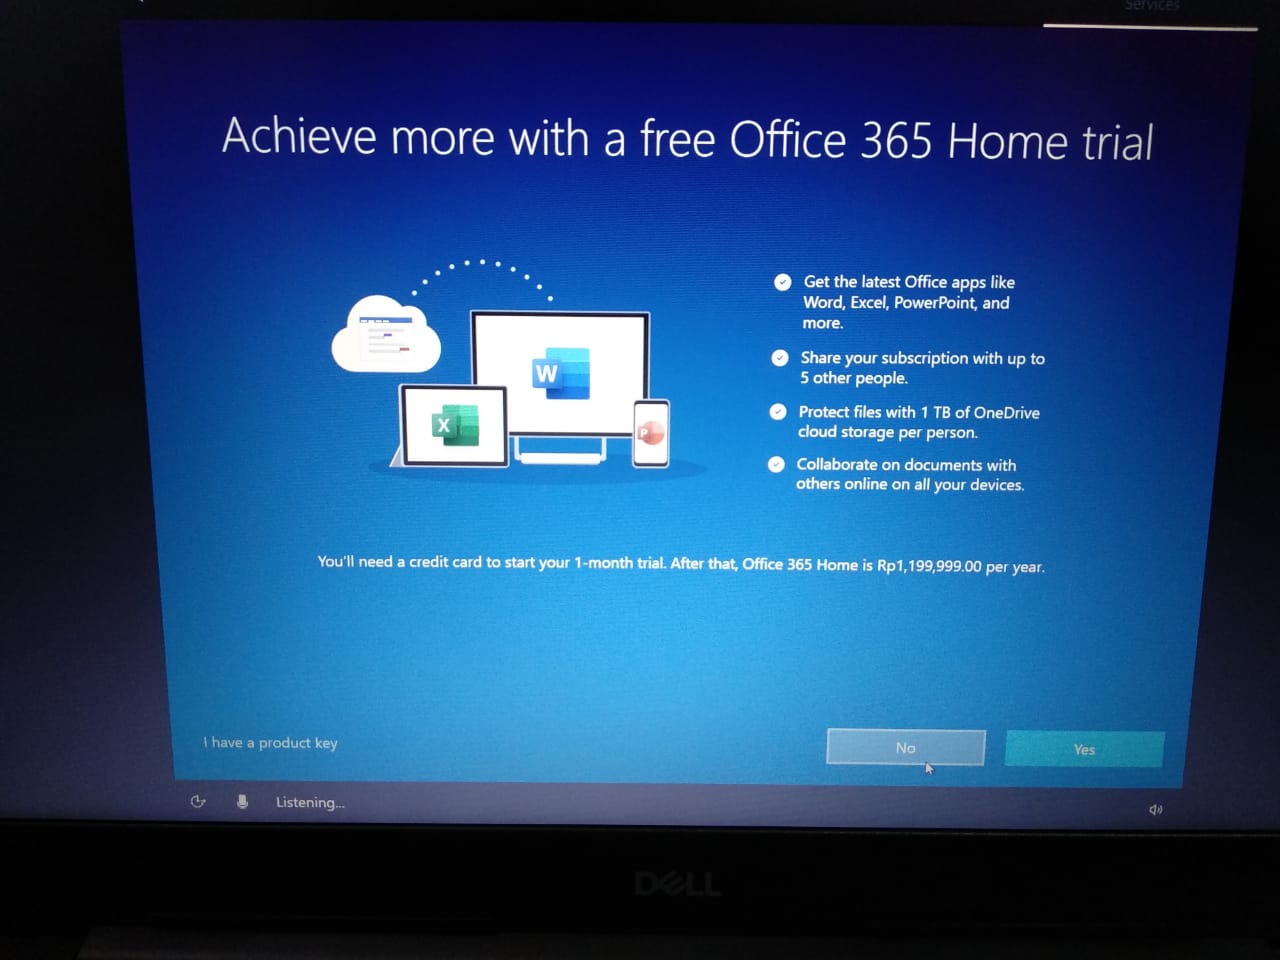 Services
Achieve more with a free Office 365 Home trial
W
X
P
Get the latest Office apps like
Word, Excel, PowerPoint, and
more.
Share your subscription with up to
5 other people.
Protect files with 1 TB of OneDrive
cloud storage per person.
Collaborate on documents with
others online on all your devices.
You'll need a credit card to start your 1-month trial. After that, Office 365 Home is Rp1,199,999.00 per year.
I have a product key
No
Yes
Listening...
DELL